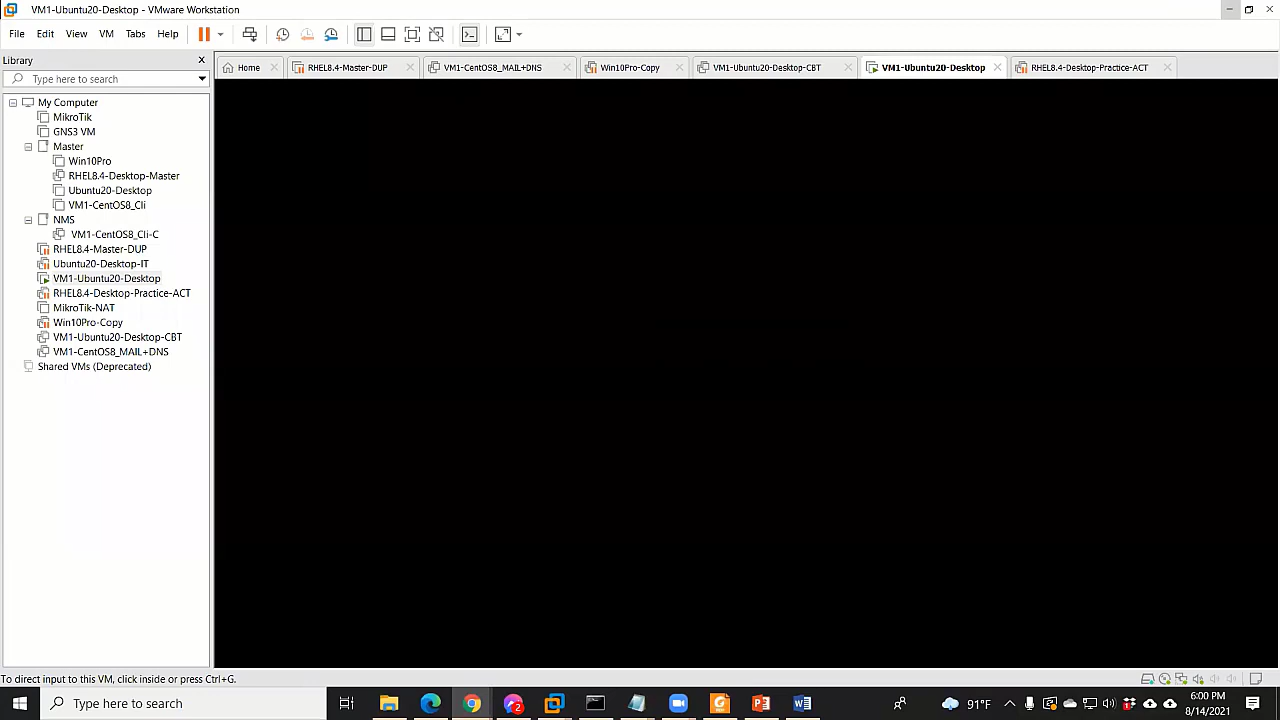 VM1-Ubuntu20-Desktop - VMware Workstation
File Edit View VM Tabs Help
Library
Type here to search
Home
RHEL8.4-Master-DUP
VM1-CentOS8_MAIL+DNS
Win10Pro-Copy
VM1-Ubuntu20-Desktop-CBT
VM1-Ubuntu20-Desktop
RHEL8.4-Desktop-Practice-ACT
My Computer
MikroTik
GNS3 VM
Master
Win10Pro
RHEL8.4-Desktop-Master
Ubuntu20-Desktop
VM1-CentOS8_Cli
NMS
VM1-CentOS8_Cli-C
RHEL8.4-Master-DUP
Ubuntu20-Desktop-IT
VM1-Ubuntu20-Desktop
RHEL8.4-Desktop-Practice-ACT
MikroTik-NAT
Win10Pro-Copy
VM1-Ubuntu20-Desktop-CBT
VM1-CentOS8_MAIL+DNS
Shared VMs (Deprecated)
To direct input to this VM, click inside or press Ctrl+G.
Type here to search
2
91°F
6:00 PM
8/14/2021